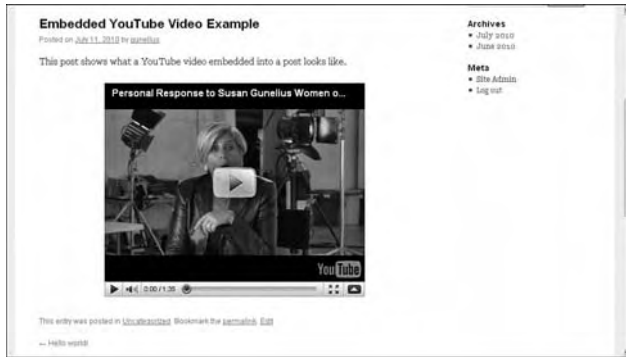 Embedded YouTube Video Example
Posted on July 11, 2010 by gunelius
This post shows what a YouTube video embedded into a post looks like.
Personal Response to Susan Gunelius Women o...
YouTube
0:00 / 1:35
This entry was posted in Uncategorized. Bookmark the permalink. Edit
← Hello world!
Archives
• July 2010
• June 2010
Meta
• Site Admin
• Log out